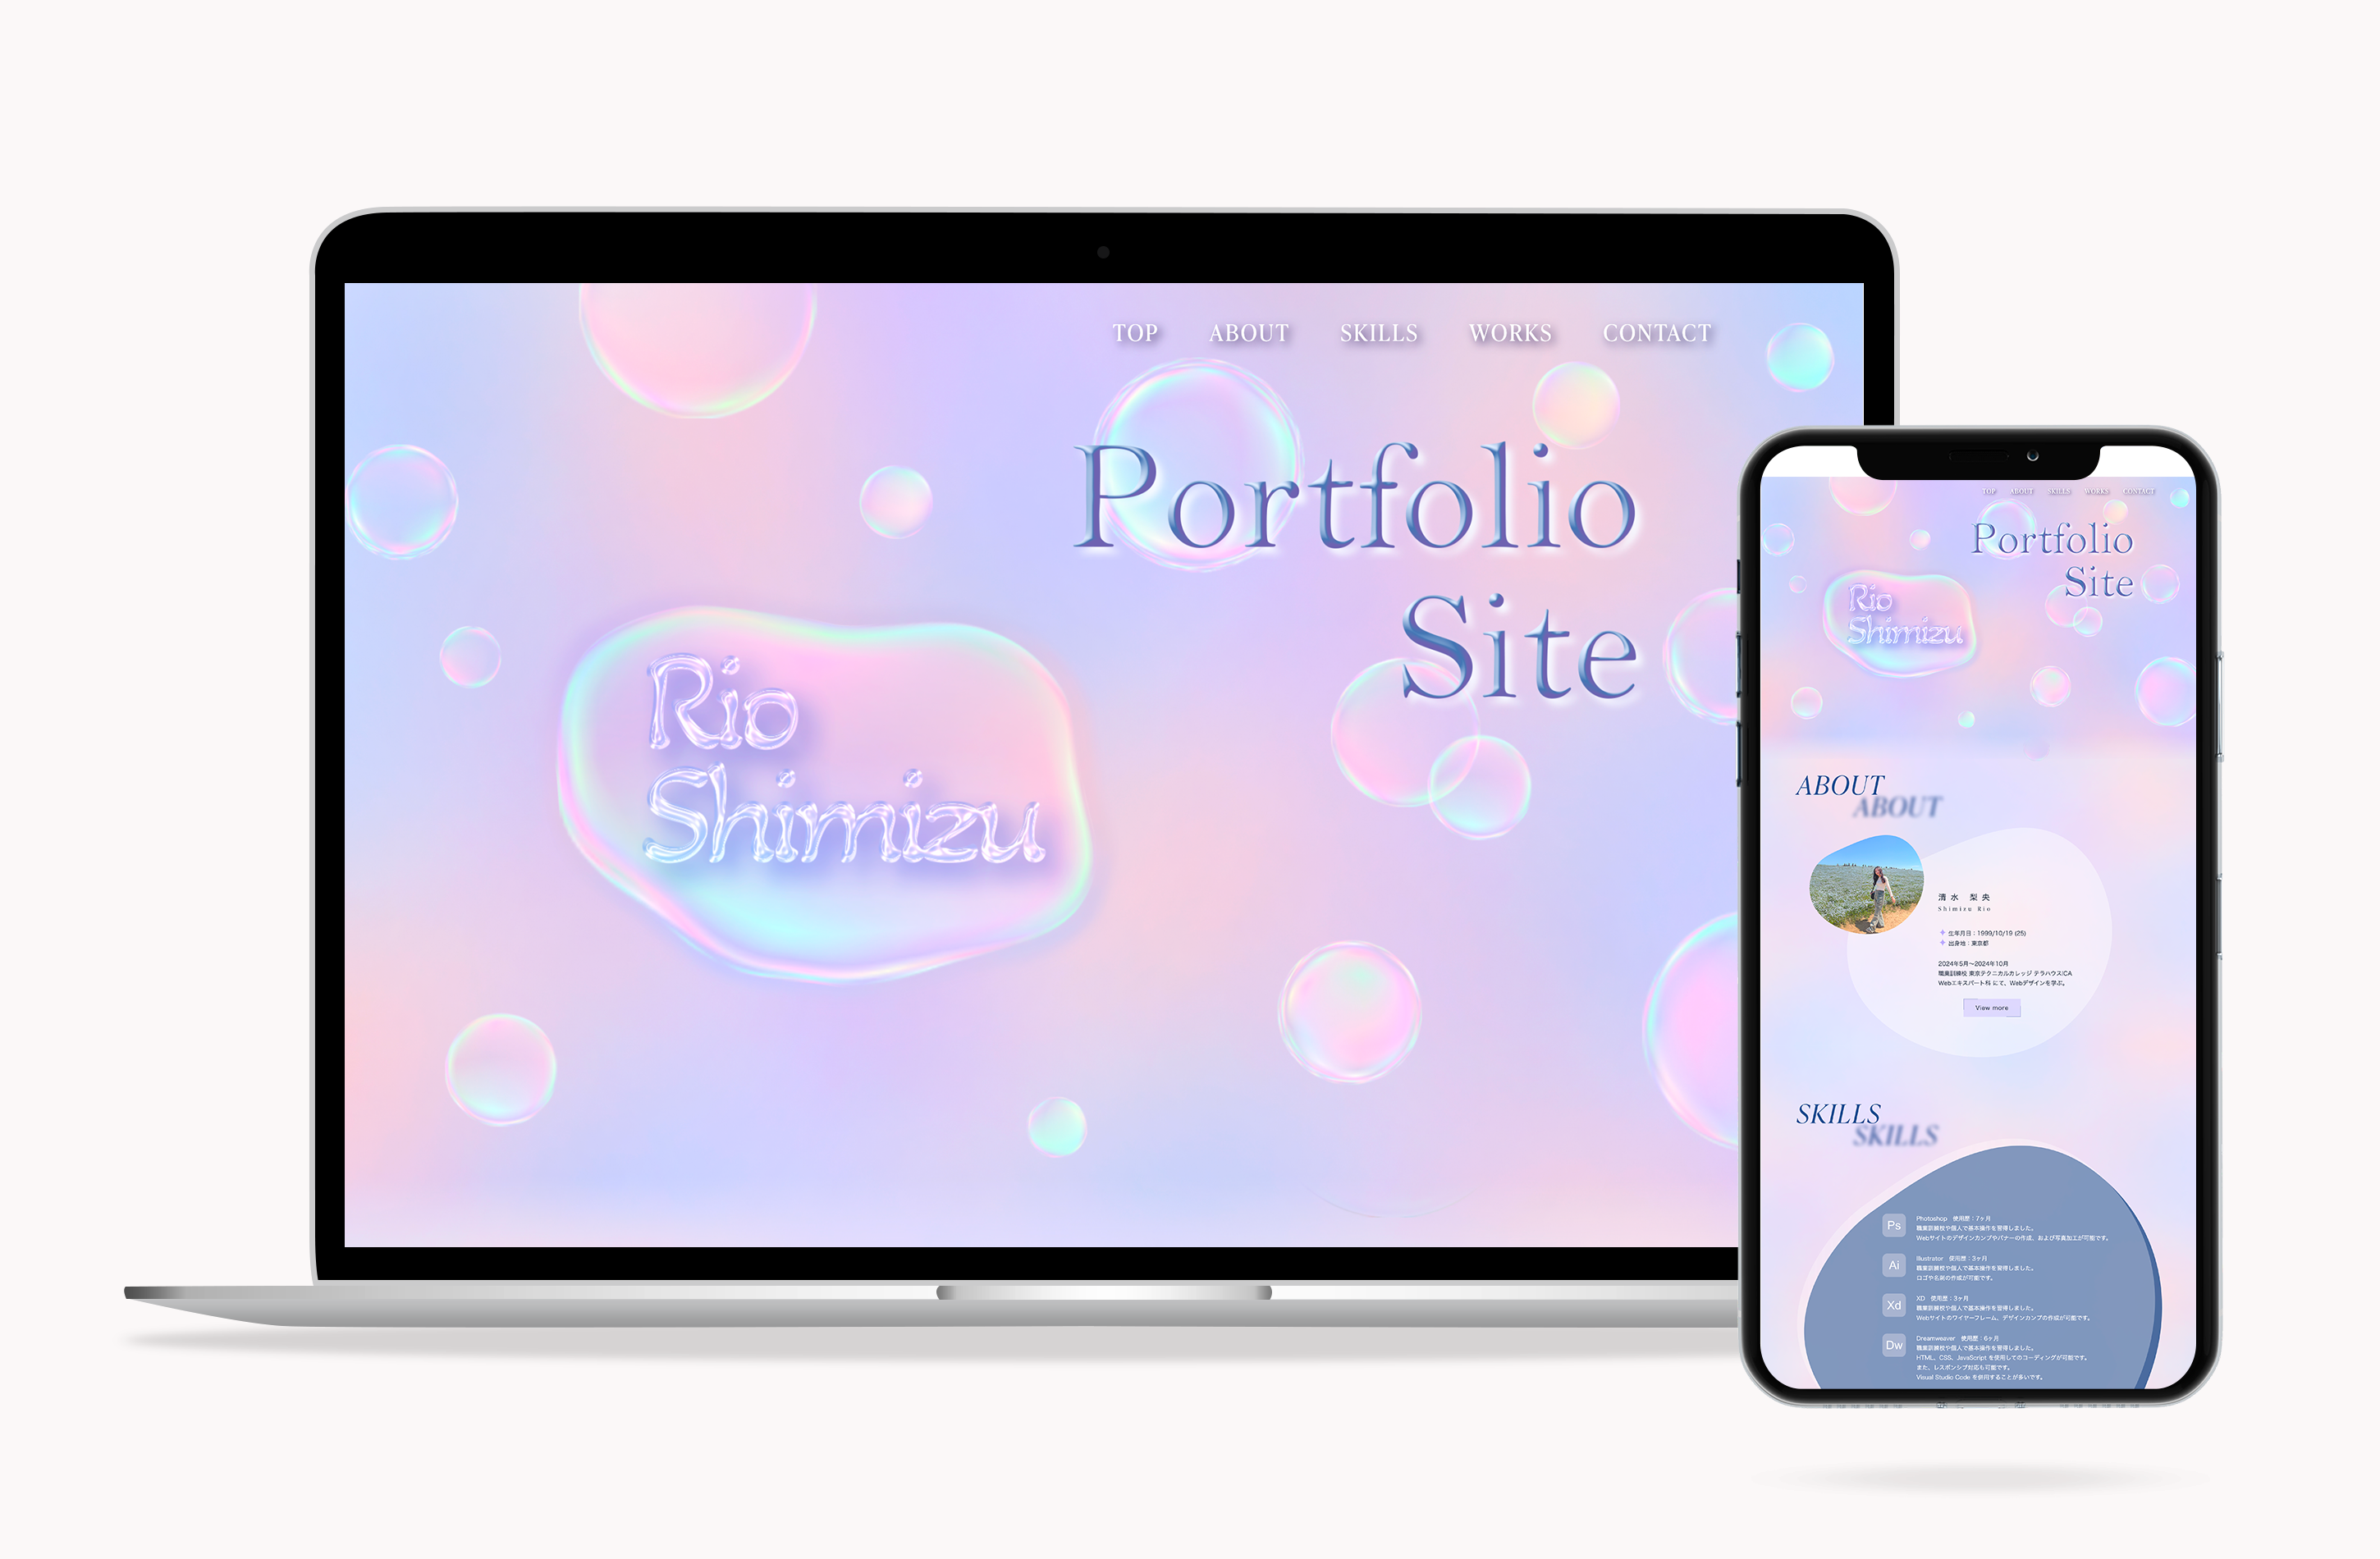 TOP ABOUT SKILLS WORKS CONTACT
Portfolio
Site
Rio
Shimizu
TOP ABOUT SKILLS WORKS CONTACT
Portfolio
Site
Rio
Shimizu
ABOUT
ABOUT
清水 梨央
Shimizu Rio
生年月日：1999/10/19 (25)
出身地：東京都
2024年5月〜2024年10月
職業訓練校 東京テクニカルカレッジ テラハウスICA
Webエキスパート科 にて、Webデザインを学ぶ。
View more
SKILLS
SKILLS
Ps
Photoshop 使用歴：7ヶ月
職業訓練校や個人で基本操作を習得しました。
Webサイトのデザインカンプやバナーの作成、および写真加工が可能です。
Ai
Illustrator 使用歴：3ヶ月
職業訓練校や個人で基本操作を習得しました。
ロゴや名刺の作成が可能です。
Xd
XD 使用歴：3ヶ月
職業訓練校や個人で基本操作を習得しました。
Webサイトのワイヤーフレーム、デザインカンプの作成が可能です。
Dw
Dreamweaver 使用歴：6ヶ月
職業訓練校や個人で基本操作を習得しました。
HTML、CSS、JavaScript を使用してのコーディングが可能です。
また、レスポンシブ対応も可能です。
Visual Studio Code を併用することが多いです。